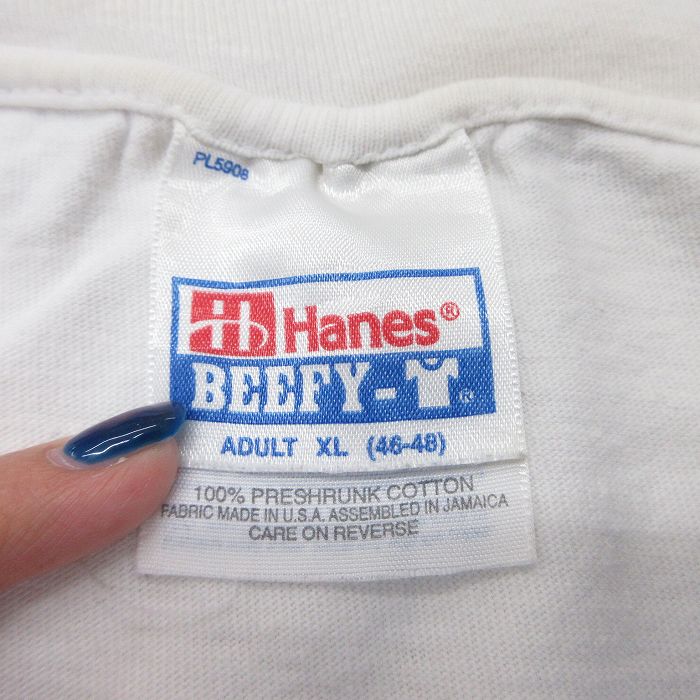 PL5908
Hanes®
BEEFY-T®
ADULT XL (46-48)
100% PRESHRUNK COTTON
FABRIC MADE IN U.S.A. ASSEMBLED IN JAMAICA
CARE ON REVERSE